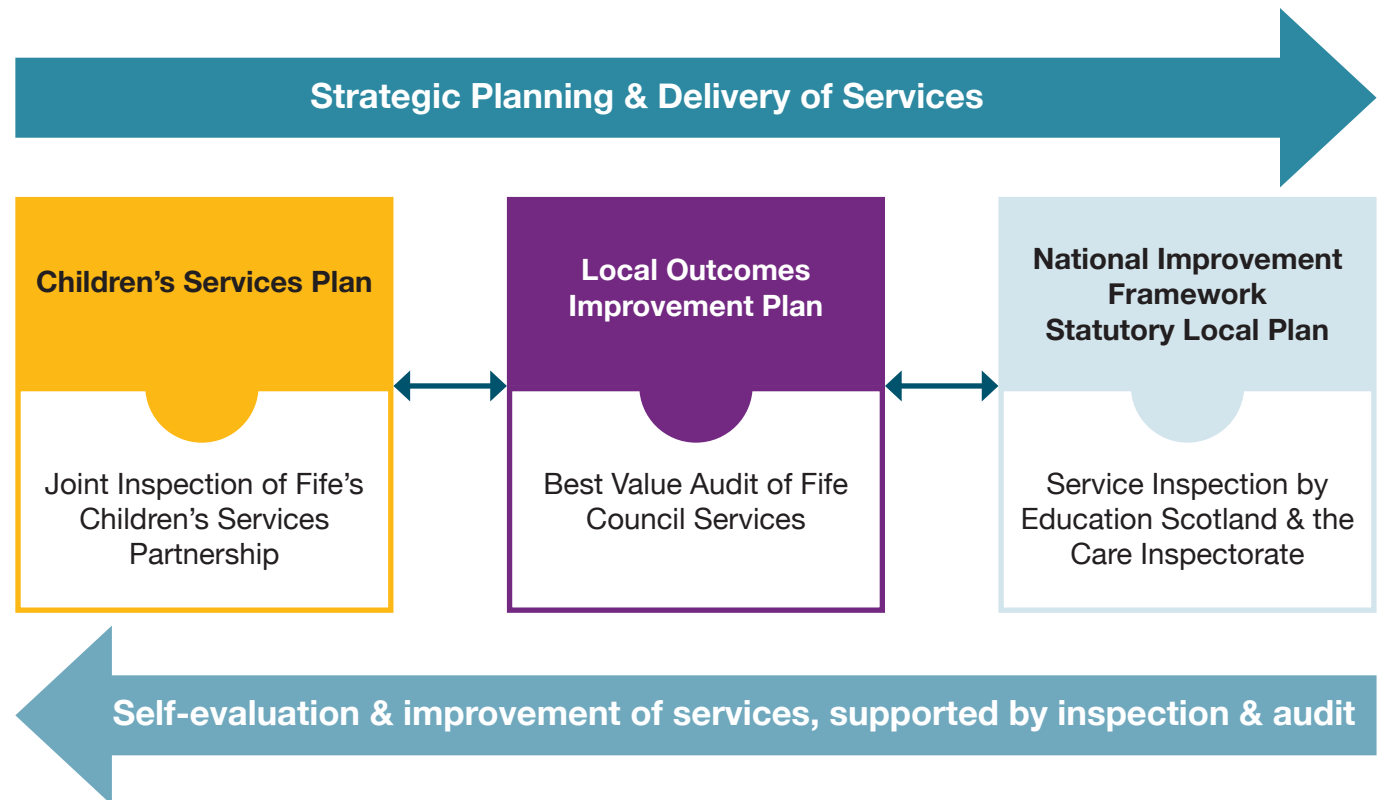 Strategic Planning & Delivery of Services
Children’s Services Plan
Joint Inspection of Fife’s
Children’s Services
Partnership
Local Outcomes
Improvement Plan
Best Value Audit of Fife
Council Services
National Improvement
Framework
Statutory Local Plan
Service Inspection by
Education Scotland & the
Care Inspectorate
Self-evaluation & improvement of services, supported by inspection & audit